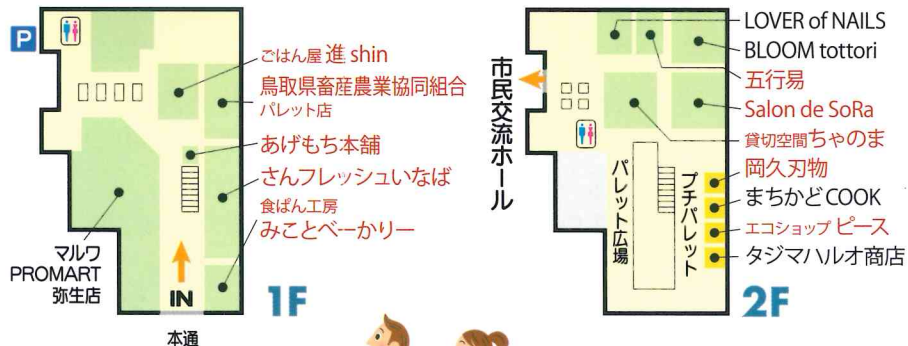 P
ごはん屋 進 shin
鳥取県畜産農業協同組合
パレット店
あげもち本舗
さんフレッシュいなば
食ぱん工房
みことべーかりー
マルワ
PROMART
弥生店
IN
1F
本通
LOVER of NAILS
BLOOM tottori
五行易
Salon de SoRa
貸切空間ちゃのま
岡久刃物
まちかどCOOK
エコショップ ピース
タジマハルオ商店
市民交流ホール
パレット広場
プチパレット
2F